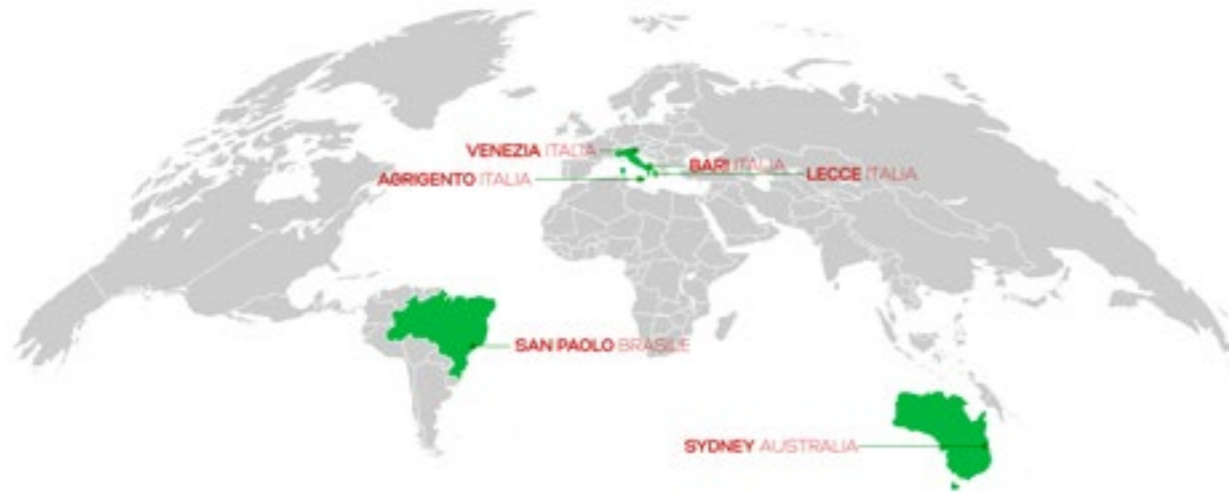 VENEZIA ITALIA
BARI ITALIA
AGRIGENTO ITALIA
LECCE ITALIA
SAN PAOLO BRASILE
SYDNEY AUSTRALIA